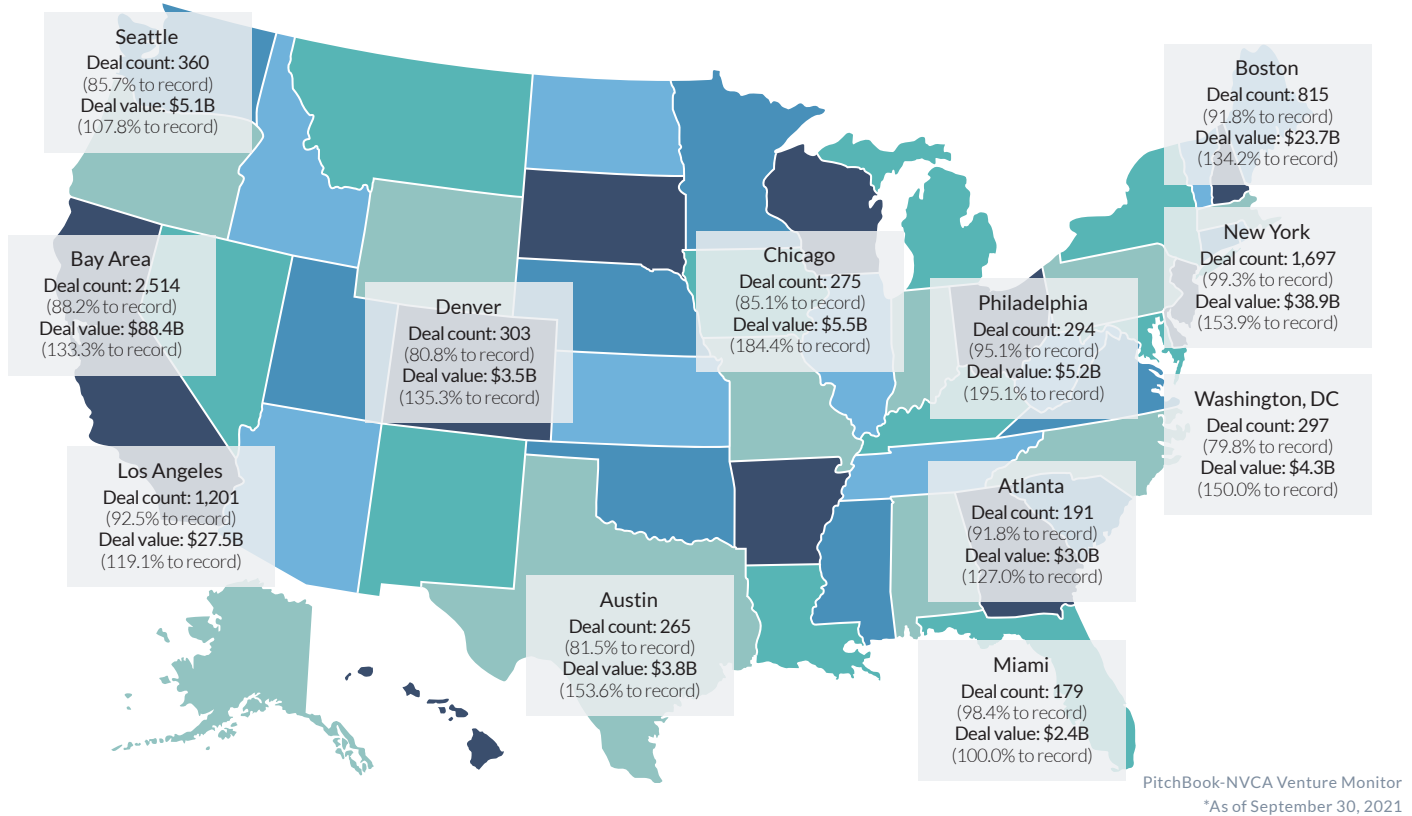 Seattle
Deal count: 360
(85.7% to record)
Deal value: $5.1B
(107.8% to record)
Boston
Deal count: 815
(91.8% to record)
Deal value: $23.7B
(134.2% to record)
Bay Area
Deal count: 2,514
(88.2% to record)
Deal value: $88.4B
(133.3% to record)
Denver
Deal count: 303
(80.8% to record)
Deal value: $3.5B
(135.3% to record)
Chicago
Deal count: 275
(85.1% to record)
Deal value: $5.5B
(184.4% to record)
Philadelphia
Deal count: 294
(95.1% to record)
Deal value: $5.2B
(195.1% to record)
New York
Deal count: 1,697
(99.3% to record)
Deal value: $38.9B
(153.9% to record)
Washington, DC
Deal count: 297
(79.8% to record)
Deal value: $4.3B
(150.0% to record)
Los Angeles
Deal count: 1,201
(92.5% to record)
Deal value: $27.5B
(119.1% to record)
Atlanta
Deal count: 191
(91.8% to record)
Deal value: $3.0B
(127.0% to record)
Austin
Deal count: 265
(81.5% to record)
Deal value: $3.8B
(153.6% to record)
Miami
Deal count: 179
(98.4% to record)
Deal value: $2.4B
(100.0% to record)
PitchBook-NVCA Venture Monitor
*As of September 30, 2021